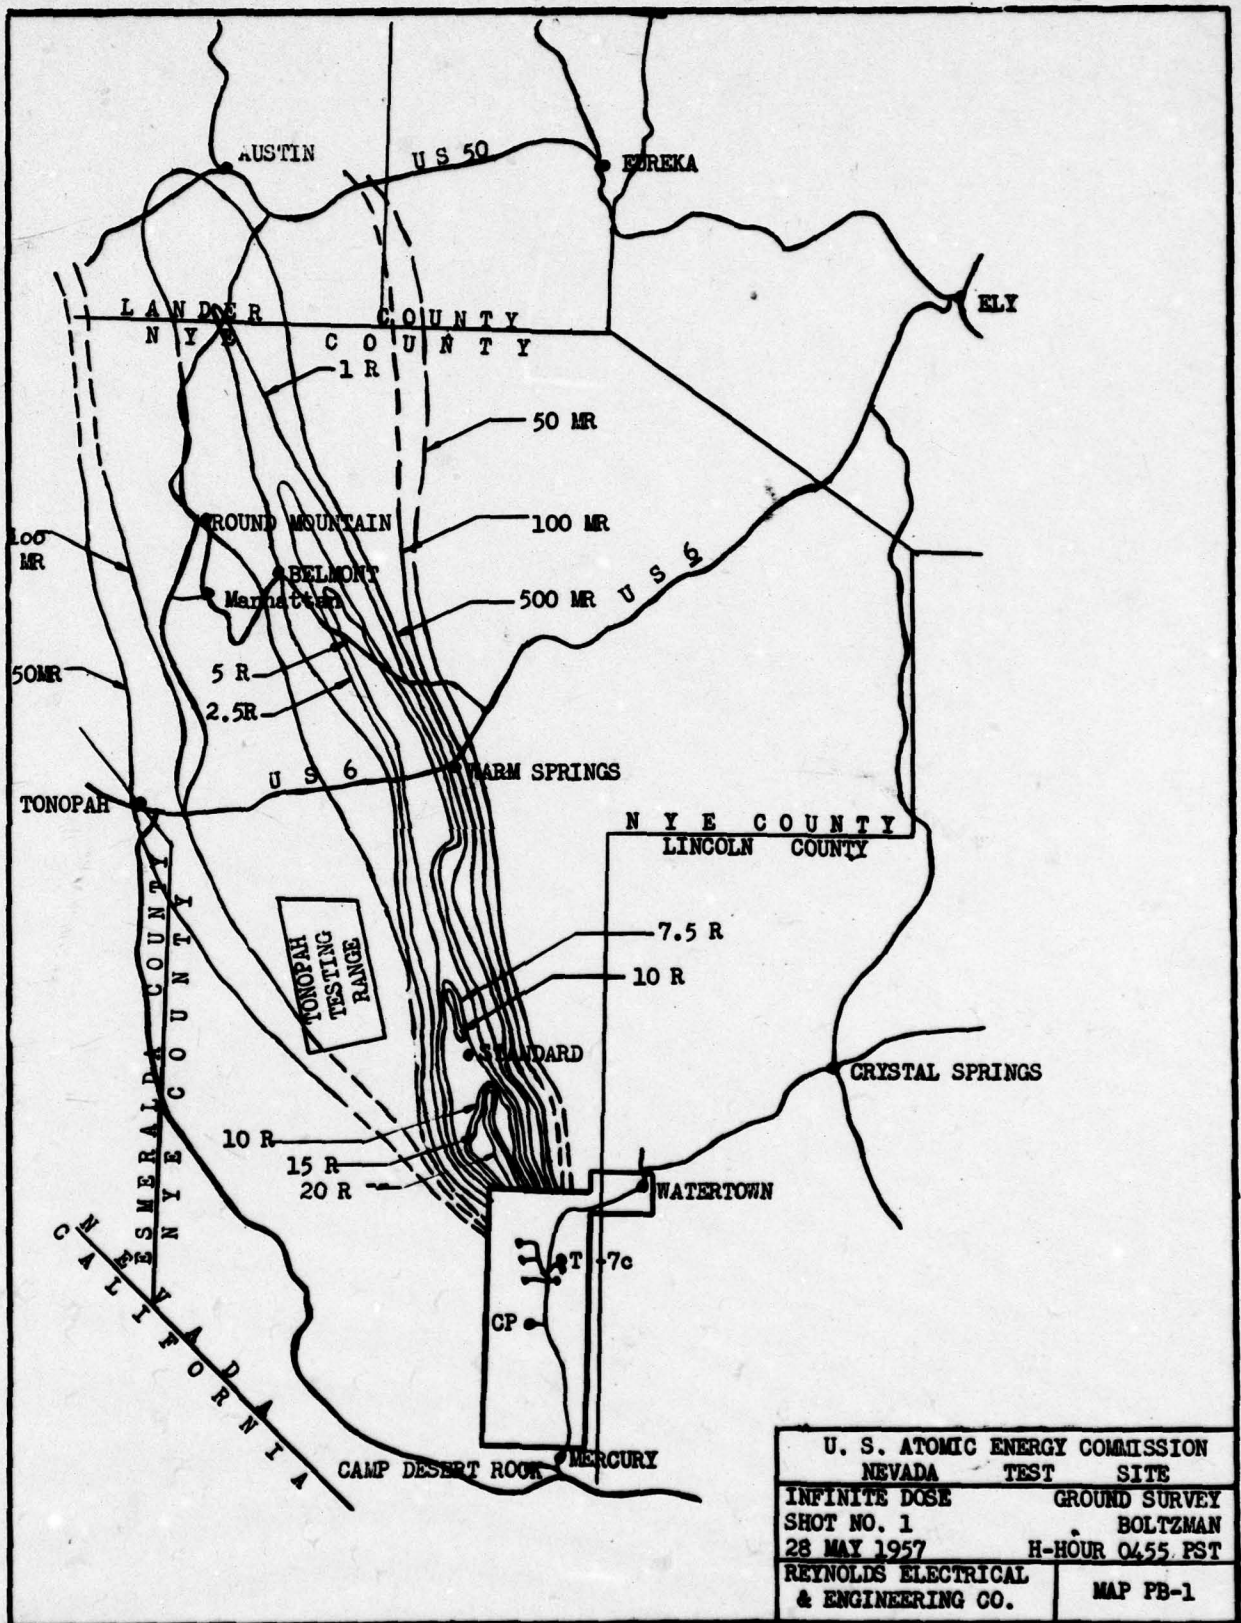 AUSTIN
US 50
EUREKA
ELY
LANDER COUNTY
NYE COUNTY
1 R
50 MR
100 MR
ROUND MOUNTAIN
100
MR
BELMONT
Manhattan
500 MR
US 6
5 R
50MR
2.5R
US 6
WARM SPRINGS
TONOPAH
NYE COUNTY
LINCOLN COUNTY
ESMERALDA COUNTY
NYE COUNTY
TONOPAH
TESTING
RANGE
7.5 R
10 R
STANDARD
CRYSTAL SPRINGS
10 R
15 R
20 R
WATERTOWN
T-7c
CP
NEVADA
CALIFORNIA
MERCURY
CAMP DESERT ROCK
U. S. ATOMIC ENERGY COMMISSION
NEVADA TEST SITE
INFINITE DOSE GROUND SURVEY
SHOT NO. 1 BOLTZMAN
28 MAY 1957 H-HOUR 0455 PST
REYNOLDS ELECTRICAL
& ENGINEERING CO.
MAP PB-1